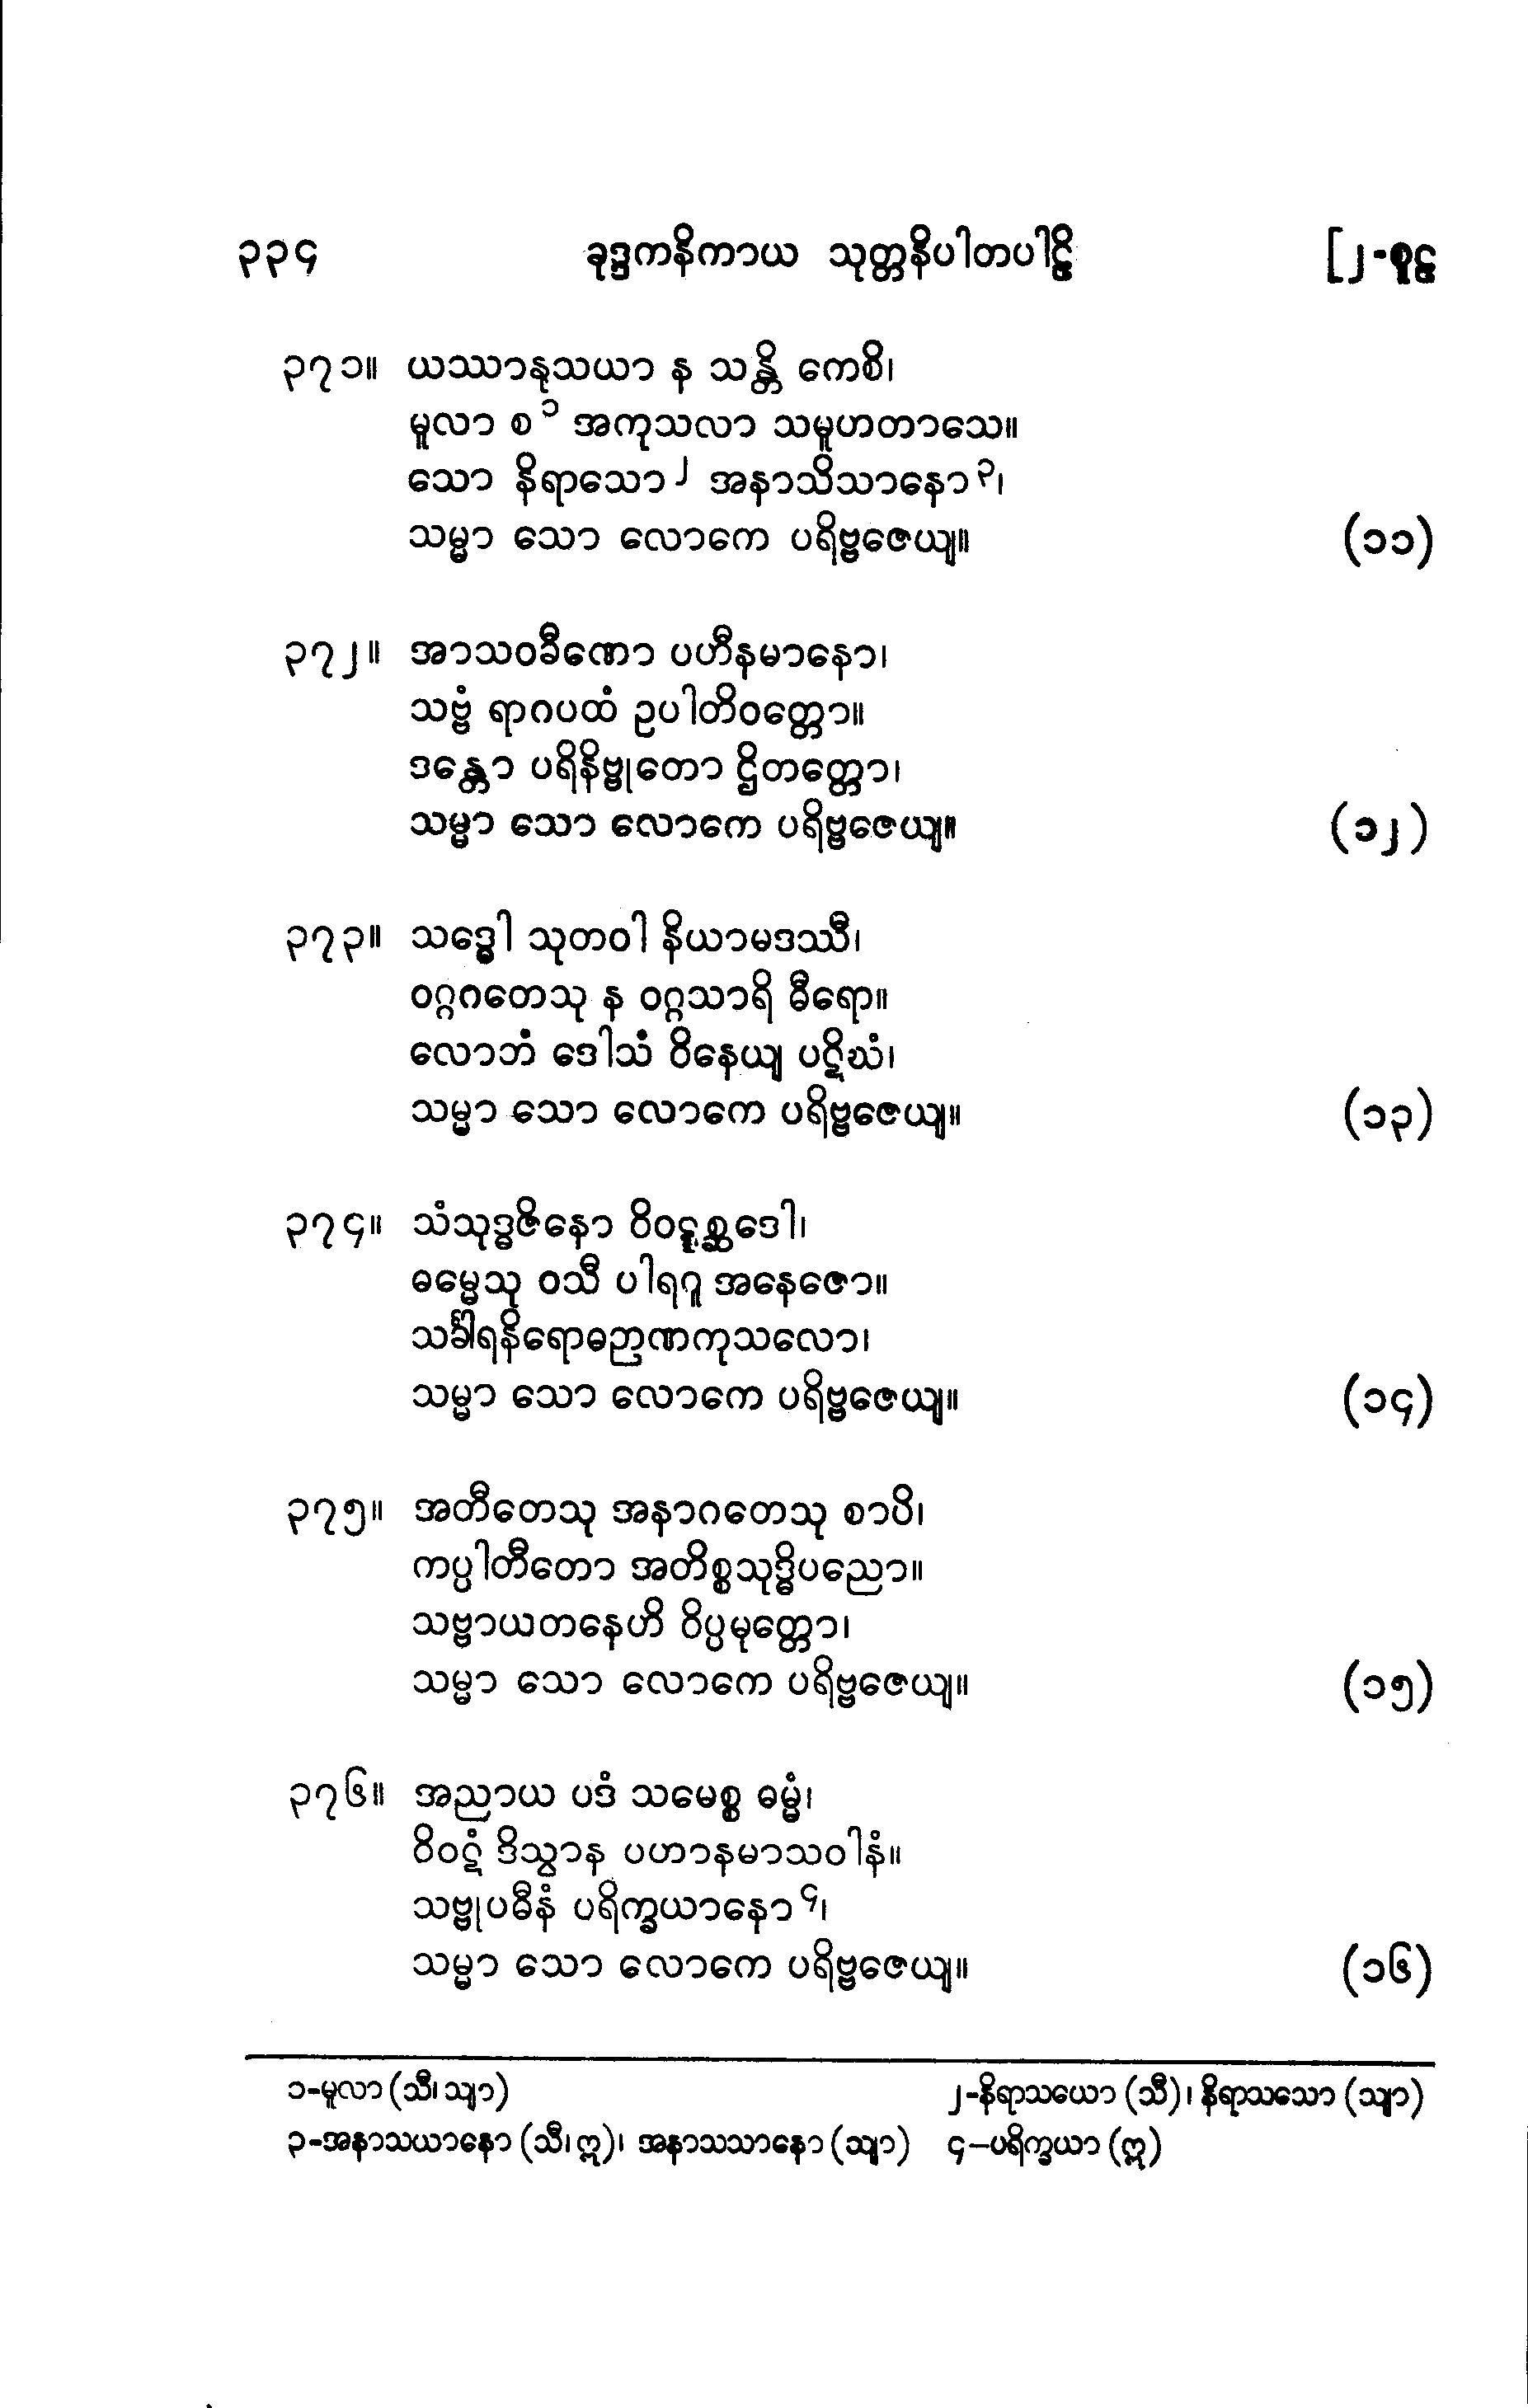 ၃၃၄ ခုဒ္ဒကနိကာယ သုတ္တနိပါတပါဠိ [၂-စူဠ
၃၇၁။ ယဿာနုသယာ န သန္တိ ကေစိ၊
မူလာ စ ၁ အကုသလာ သမူဟတာသေ။
သော နိရာသော ၂ အနာသိသာနော ၃၊
သမ္မာ သော လောကေ ပရိဗ္ဗဇေယျ။ (၁၁)
၃၇၂။ အာသဝခီဏော ပဟီနမာနော၊
သဗ္ဗံ ရာဂပထံ ဥပါတိဝတ္တော။
ဒန္တော ပရိနိဗ္ဗုတော ဌိတတ္တော၊
သမ္မာ သော လောကေ ပရိဗ္ဗဇေယျ။ (၁၂)
၃၇၃။ သဒ္ဓေါ သုတဝါ နိယာမဒဿီ၊
ဝဂ္ဂဂတေသု န ဝဂ္ဂသာရိ ဓီရော။
လောဘံ ဒေါသံ ဝိနေယျ ပဋိဃံ၊
သမ္မာ သော လောကေ ပရိဗ္ဗဇေယျ။ (၁၃)
၃၇၄။ သံသုဒ္ဓဇိနော ဝိဝဋ္ဋစ္ဆဒေါ၊
ဓမ္မေသု ဝသီ ပါရဂူ အနေဇော။
သင်္ခါရနိရောဓဉာဏကုသလော၊
သမ္မာ သော လောကေ ပရိဗ္ဗဇေယျ။ (၁၄)
၃၇၅။ အတီတေသု အနာဂတေသု စာပိ၊
ကပ္ပါတီတော အတိစ္စသုဒ္ဓိပညော။
သဗ္ဗာယတနေဟိ ဝိပ္ပမုတ္တော၊
သမ္မာ သော လောကေ ပရိဗ္ဗဇေယျ။ (၁၅)
၃၇၆။ အညာယ ပဒံ သမေစ္စ ဓမ္မံ၊
ဝိဝဋံ ဒိသွာန ပဟာနမာသဝါနံ။
သဗ္ဗုပဓီနံ ပရိက္ခယာနော ၄၊
သမ္မာ သော လောကေ ပရိဗ္ဗဇေယျ။ (၁၆)
၁-မူလာ (သီ၊ သျာ) ၂-နိရာသယော (သီ)၊ နိရာသသော (သျာ)
၃-အနာသယာနော (သီ၊ ဣ)၊ အနာသသာနော (သျာ) ၄-ပရိက္ခယာ (ဣ)